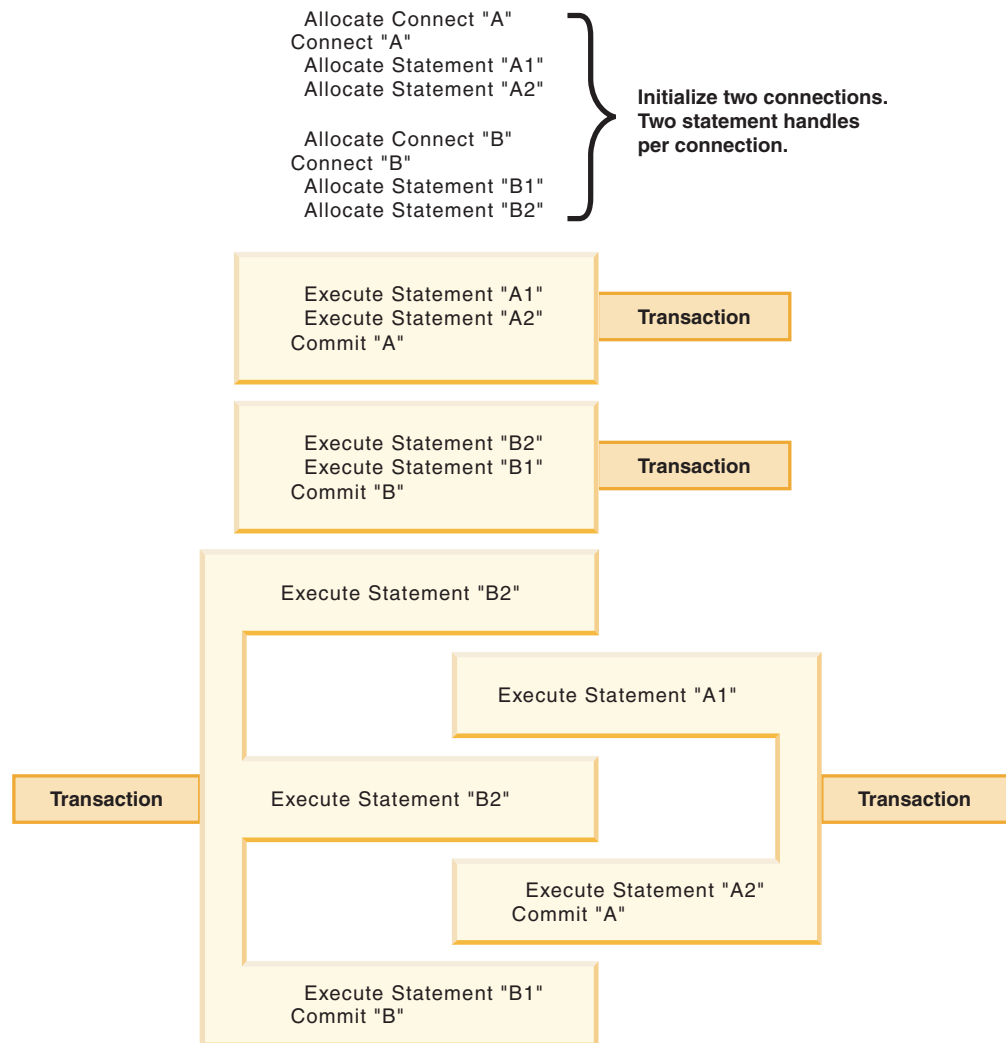 Allocate Connect "A"
Connect "A"
Allocate Statement "A1"
Allocate Statement "A2"
Allocate Connect "B"
Connect "B"
Allocate Statement "B1"
Allocate Statement "B2"
Initialize two connections.
Two statement handles
per connection.
Execute Statement "A1"
Execute Statement "A2"
Commit "A"
Transaction
Execute Statement "B2"
Execute Statement "B1"
Commit "B"
Transaction
Execute Statement "B2"
Execute Statement "A1"
Transaction
Execute Statement "B2"
Transaction
Execute Statement "A2"
Commit "A"
Execute Statement "B1"
Commit "B"